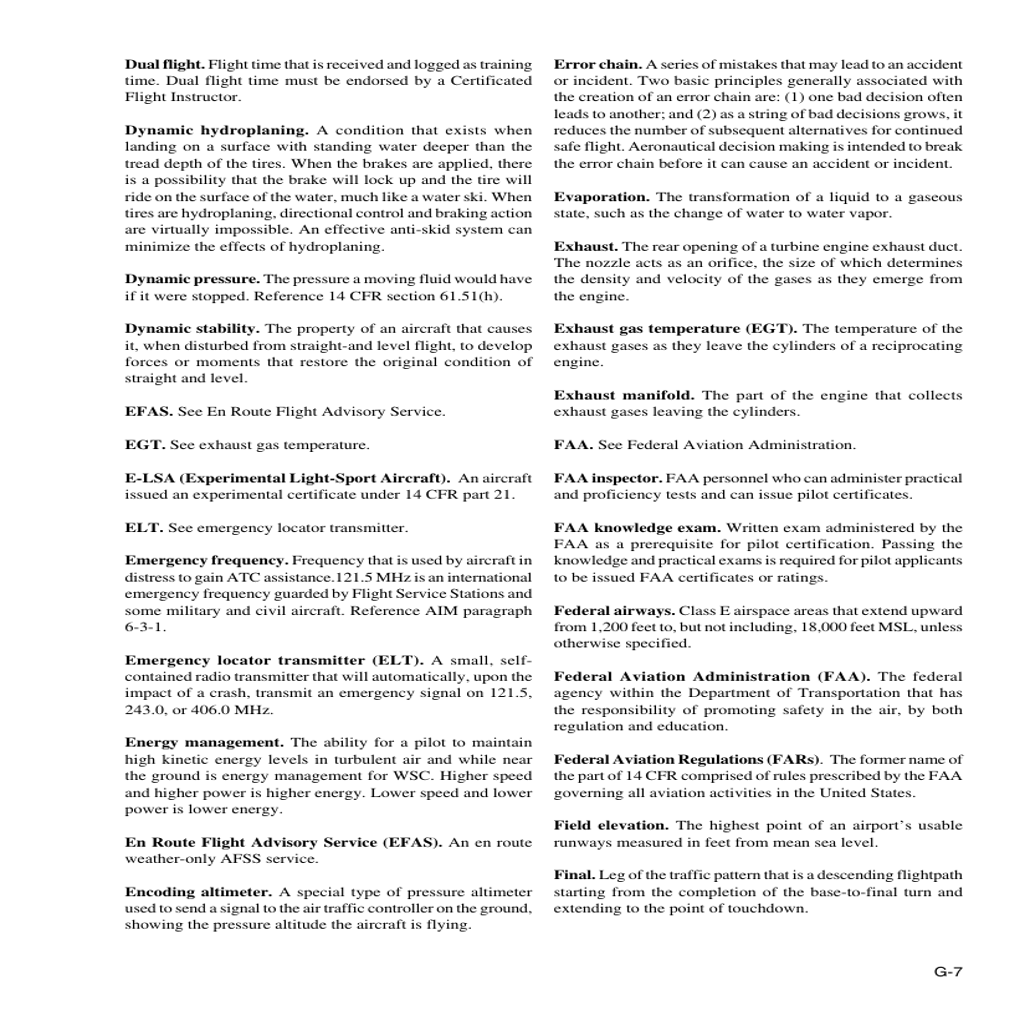 Dual flight. Flight time that is received and logged as training
time. Dual flight time must be endorsed by a Certificated
Flight Instructor.
Dynamic hydroplaning. A condition that exists when
landing on a surface with standing water deeper than the
tread depth of the tires. When the brakes are applied, there
is a possibility that the brake will lock up and the tire will
ride on the surface of the water, much like a water ski. When
tires are hydroplaning, directional control and braking action
are virtually impossible. An effective anti-skid system can
minimize the effects of hydroplaning.
Dynamic pressure. The pressure a moving fluid would have
if it were stopped. Reference 14 CFR section 61.51(h).
Dynamic stability. The property of an aircraft that causes
it, when disturbed from straight-and level flight, to develop
forces or moments that restore the original condition of
straight and level.
EFAS. See En Route Flight Advisory Service.
EGT. See exhaust gas temperature.
E-LSA (Experimental Light-Sport Aircraft). An aircraft
issued an experimental certificate under 14 CFR part 21.
ELT. See emergency locator transmitter.
Emergency frequency. Frequency that is used by aircraft in
distress to gain ATC assistance.121.5 MHz is an international
emergency frequency guarded by Flight Service Stations and
some military and civil aircraft. Reference AIM paragraph
6-3-1.
Emergency locator transmitter (ELT). A small, self-
contained radio transmitter that will automatically, upon the
impact of a crash, transmit an emergency signal on 121.5,
243.0, or 406.0 MHz.
Energy management. The ability for a pilot to maintain
high kinetic energy levels in turbulent air and while near
the ground is energy management for WSC. Higher speed
and higher power is higher energy. Lower speed and lower
power is lower energy.
En Route Flight Advisory Service (EFAS). An en route
weather-only AFSS service.
Encoding altimeter. A special type of pressure altimeter
used to send a signal to the air traffic controller on the ground,
showing the pressure altitude the aircraft is flying.
Error chain. A series of mistakes that may lead to an accident
or incident. Two basic principles generally associated with
the creation of an error chain are: (1) one bad decision often
leads to another; and (2) as a string of bad decisions grows, it
reduces the number of subsequent alternatives for continued
safe flight. Aeronautical decision making is intended to break
the error chain before it can cause an accident or incident.
Evaporation. The transformation of a liquid to a gaseous
state, such as the change of water to water vapor.
Exhaust. The rear opening of a turbine engine exhaust duct.
The nozzle acts as an orifice, the size of which determines
the density and velocity of the gases as they emerge from
the engine.
Exhaust gas temperature (EGT). The temperature of the
exhaust gases as they leave the cylinders of a reciprocating
engine.
Exhaust manifold. The part of the engine that collects
exhaust gases leaving the cylinders.
FAA. See Federal Aviation Administration.
FAA inspector. FAA personnel who can administer practical
and proficiency tests and can issue pilot certificates.
FAA knowledge exam. Written exam administered by the
FAA as a prerequisite for pilot certification. Passing the
knowledge and practical exams is required for pilot applicants
to be issued FAA certificates or ratings.
Federal airways. Class E airspace areas that extend upward
from 1,200 feet to, but not including, 18,000 feet MSL, unless
otherwise specified.
Federal Aviation Administration (FAA). The federal
agency within the Department of Transportation that has
the responsibility of promoting safety in the air, by both
regulation and education.
Federal Aviation Regulations (FARs). The former name of
the part of 14 CFR comprised of rules prescribed by the FAA
governing all aviation activities in the United States.
Field elevation. The highest point of an airport’s usable
runways measured in feet from mean sea level.
Final. Leg of the traffic pattern that is a descending flightpath
starting from the completion of the base-to-final turn and
extending to the point of touchdown.
G-7